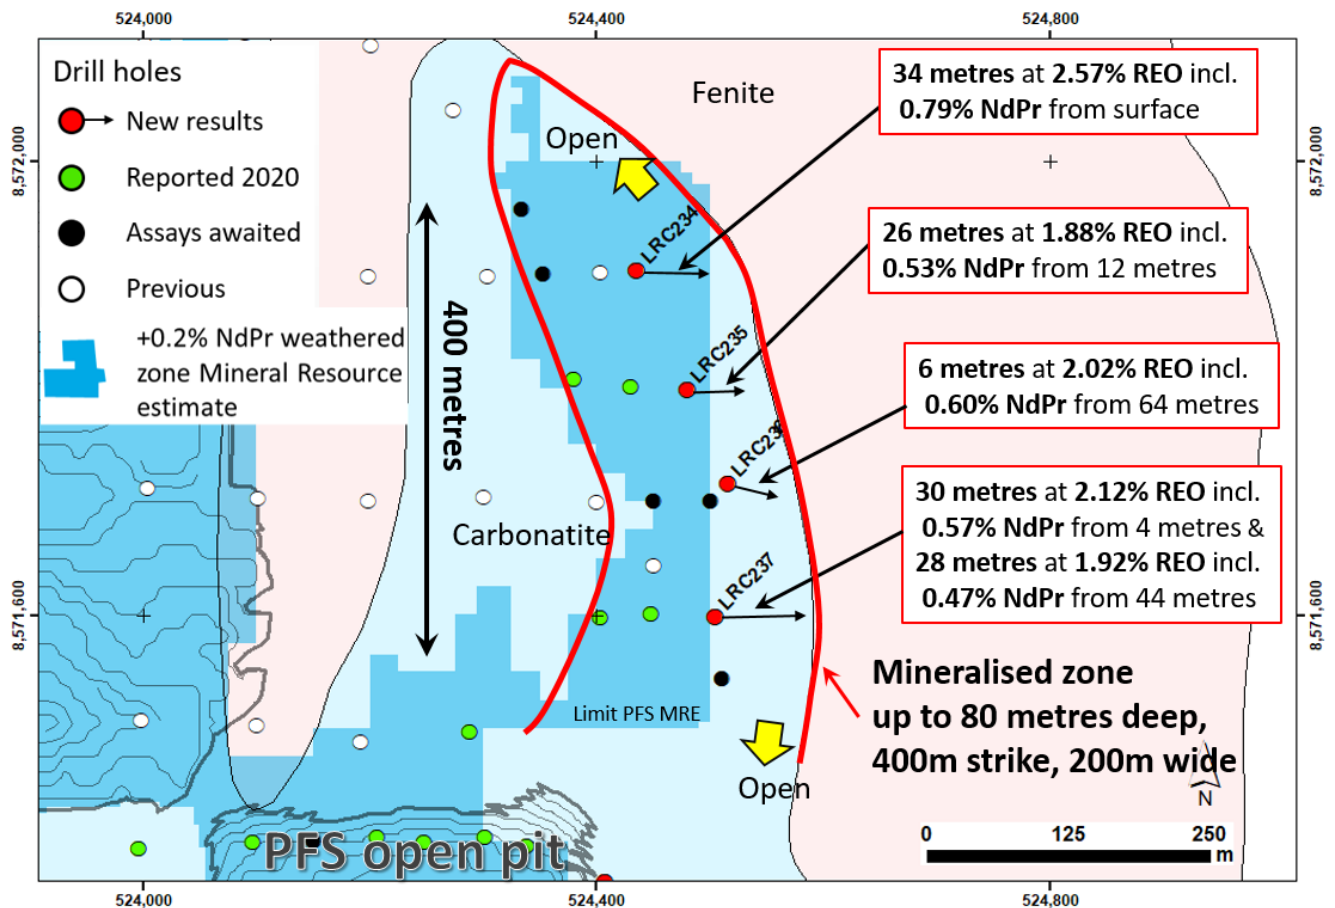 524,000
524,400
524,800
Drill holes
New results
Reported 2020
Assays awaited
Previous
+0.2% NdPr weathered
zone Mineral Resource
estimate
8,572,000
8,571,600
8,572,000
8,571,600
Fenite
Open
400 metres
Carbonatite
LRC234
LRC235
LRC237
34 metres at 2.57% REO incl.
0.79% NdPr from surface
26 metres at 1.88% REO incl.
0.53% NdPr from 12 metres
6 metres at 2.02% REO incl.
0.60% NdPr from 64 metres
30 metres at 2.12% REO incl.
0.57% NdPr from 4 metres &
28 metres at 1.92% REO incl.
0.47% NdPr from 44 metres
Limit PFS MRE
Mineralised zone
up to 80 metres deep,
400m strike, 200m wide
Open
N
PFS open pit
0 125 250
m
524,000
524,400
524,800